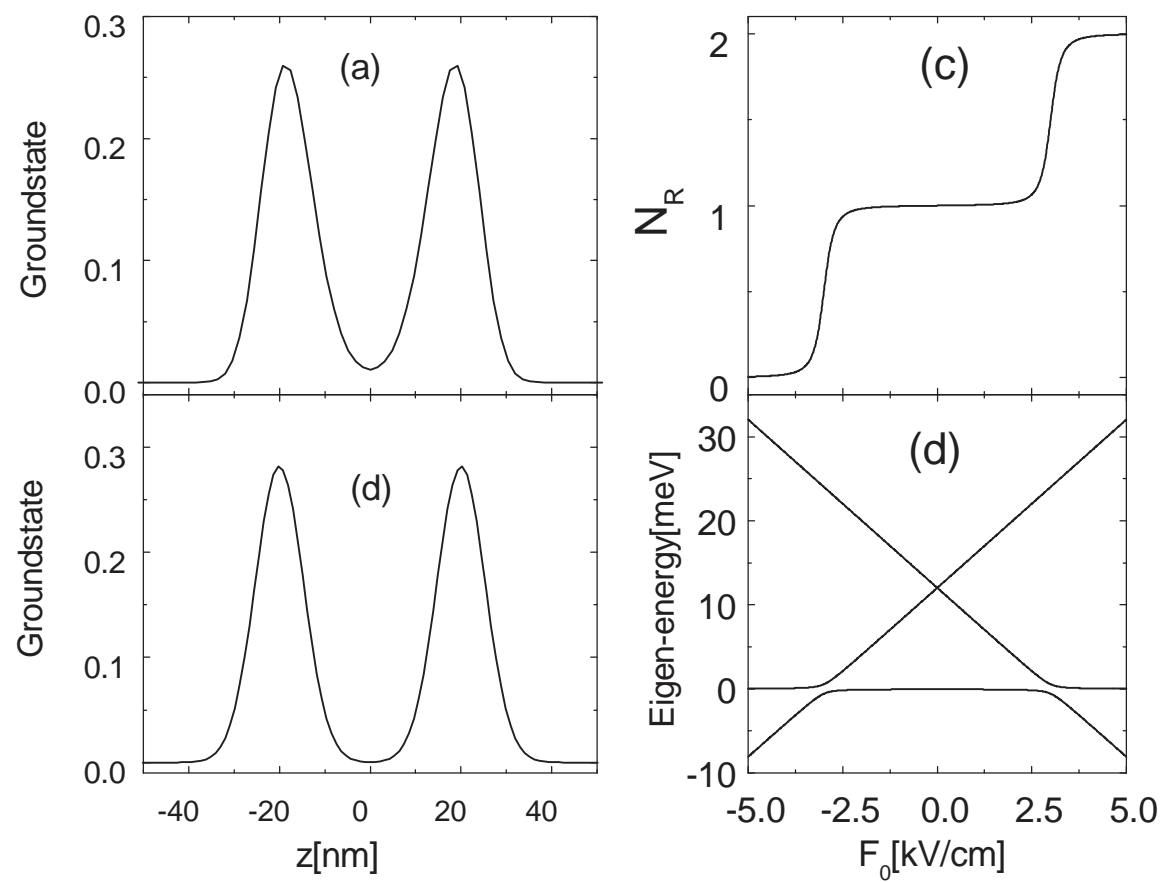 0.3
0.2
0.1
0.0
Groundstate
(a)
0.3
0.2
0.1
0.0
Groundstate
(d)
-40 -20 0 20 40
z[nm]
2
1
0
N_R
(c)
30
20
10
0
-10
Eigen-energy[meV]
(d)
-5.0 -2.5 0.0 2.5 5.0
F_0[kV/cm]